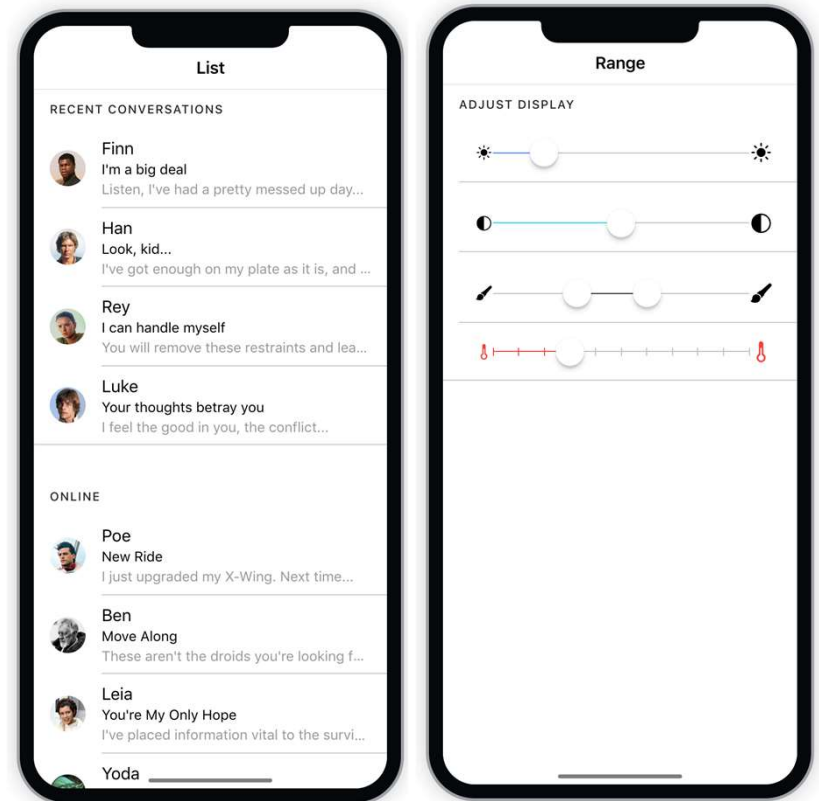 List
RECENT CONVERSATIONS
Finn
I'm a big deal
Listen, I've had a pretty messed up day...
Han
Look, kid...
I've got enough on my plate as it is, and ...
Rey
I can handle myself
You will remove these restraints and lea...
Luke
Your thoughts betray you
I feel the good in you, the conflict...
ONLINE
Poe
New Ride
I just upgraded my X-Wing. Next time...
Ben
Move Along
These aren't the droids you're looking f...
Leia
You're My Only Hope
I've placed information vital to the survi...
Yoda
Range
ADJUST DISPLAY